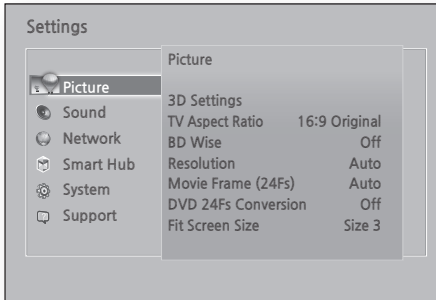 Settings
Picture
Sound
Network
Smart Hub
System
Support
Picture
3D Settings
TV Aspect Ratio 16:9 Original
BD Wise Off
Resolution Auto
Movie Frame (24Fs) Auto
DVD 24Fs Conversion Off
Fit Screen Size Size 3